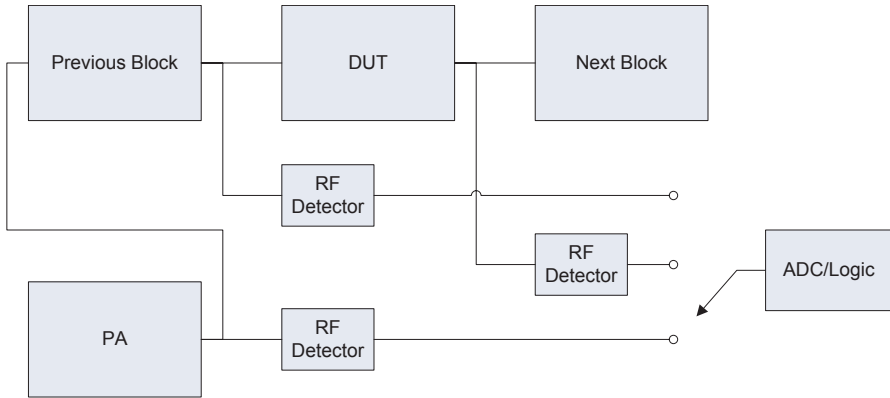 Previous Block
DUT
Next Block
RF
Detector
RF
Detector
ADC/Logic
PA
RF
Detector